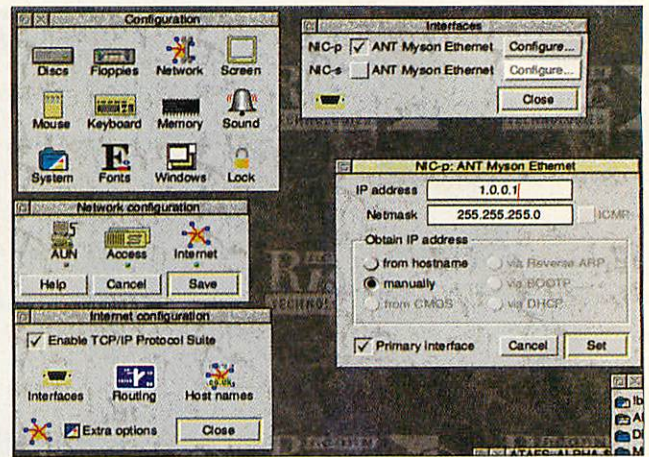 Configuration
Discs Floppies Network Screen
Mouse Keyboard Memory Sound
System Fonts Windows Lock
Network configuration
AUN Access Internet
Help Cancel Save
Internet configuration
Enable TCP/IP Protocol Suite
Interfaces Routing Host names
Extra options Close
Interfaces
NIC-p ANT Myson Ethernet Configure...
NIC-s ANT Myson Ethernet Configure...
Close
NIC-p: ANT Myson Ethernet
IP address 1.0.0.1
Netmask 255.255.255.0 ICMP
Obtain IP address
from hostname via Reverse ARP
manually via BOOTP
from CMOS via DHCP
Primary Interface Cancel Set